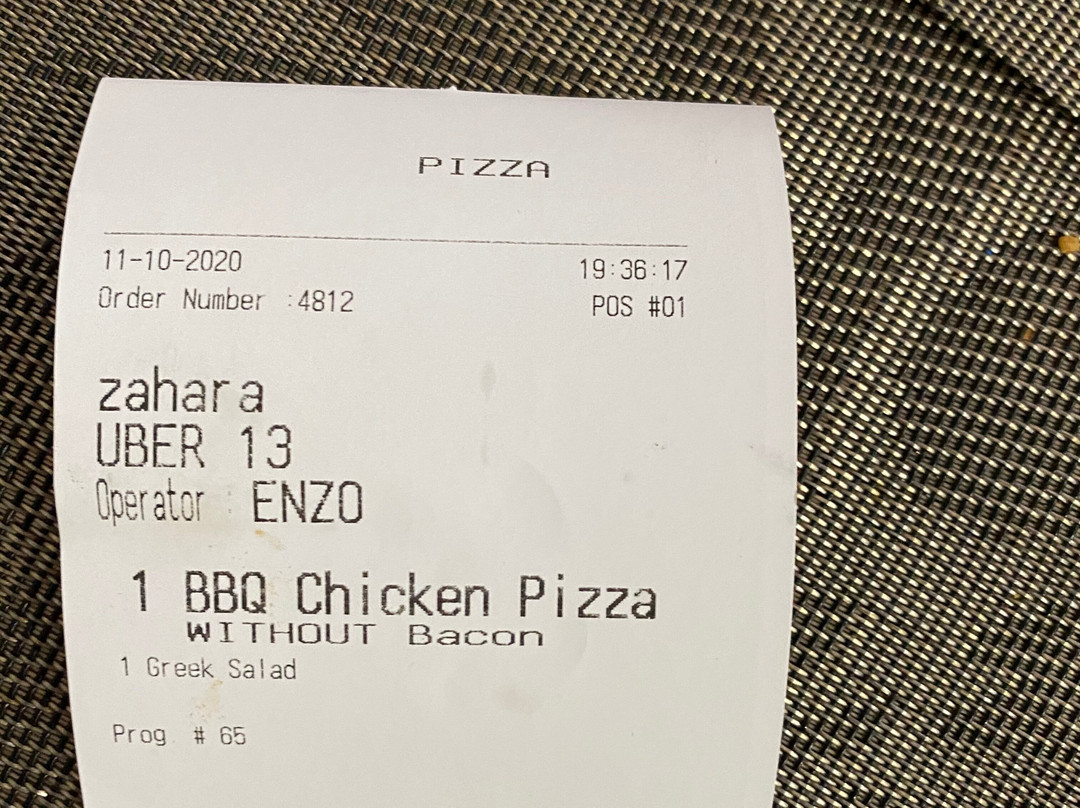 PIZZA
11-10-2020 19:36:17
Order Number :4812 POS #01
zahara
UBER 13
Operator : ENZO
1 BBQ Chicken Pizza
WITHOUT Bacon
1 Greek Salad
Prog. # 65